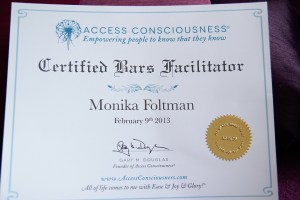 ACCESS CONSCIOUSNESS®
Empowering people to know that they know
Certified Bars Facilitator
Monika Foltman
February 9th 2013
GARY M. DOUGLAS
Founder of Access Consciousness®
www.AccessConsciousness.com
All of life comes to me with Ease & Joy & Glory!®